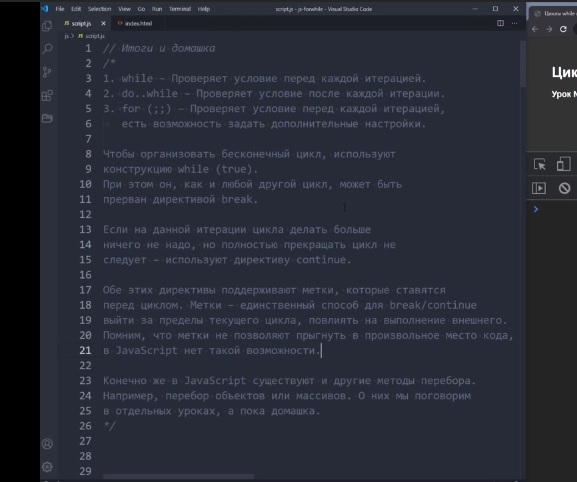 File Edit Selection View Go Run Terminal Help
script.js - js-forwhile - Visual Studio Code
JS script.js × <> index.html
js > JS script.js
1 // Итоги и домашка
2 /*
3 1. while – Проверяет условие перед каждой итерацией.
4 2. do..while – Проверяет условие после каждой итерации.
5 3. for (;;) – Проверяет условие перед каждой итерацией,
6 есть возможность задать дополнительные настройки.
7
8 Чтобы организовать бесконечный цикл, используют
9 конструкцию while (true).
10 При этом он, как и любой другой цикл, может быть
11 прерван директивой break.
12
13 Если на данной итерации цикла делать больше
14 ничего не надо, но полностью прекращать цикл не
15 следует – используют директиву continue.
16
17 Обе этих директивы поддерживают метки, которые ставятся
18 перед циклом. Метки – единственный способ для break/continue
19 выйти за пределы текущего цикла, повлиять на выполнение внешнего.
20 Помним, что метки не позволяют прыгнуть в произвольное место кода,
21 в JavaScript нет такой возможности.
22
23 Конечно же в JavaScript существуют и другие методы перебора.
24 Например, перебор объектов или массивов. О них мы поговорим
25 в отдельных уроках, а пока домашка.
26 */
27
28
29
Циклы while
Цик
Урок